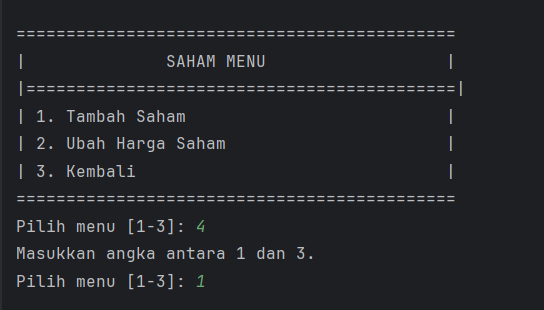 ============================================
|              SAHAM MENU                  |
|===========================================|
| 1. Tambah Saham                          |
| 2. Ubah Harga Saham                      |
| 3. Kembali                               |
============================================
Pilih menu [1-3]: 4
Masukkan angka antara 1 dan 3.
Pilih menu [1-3]: 1